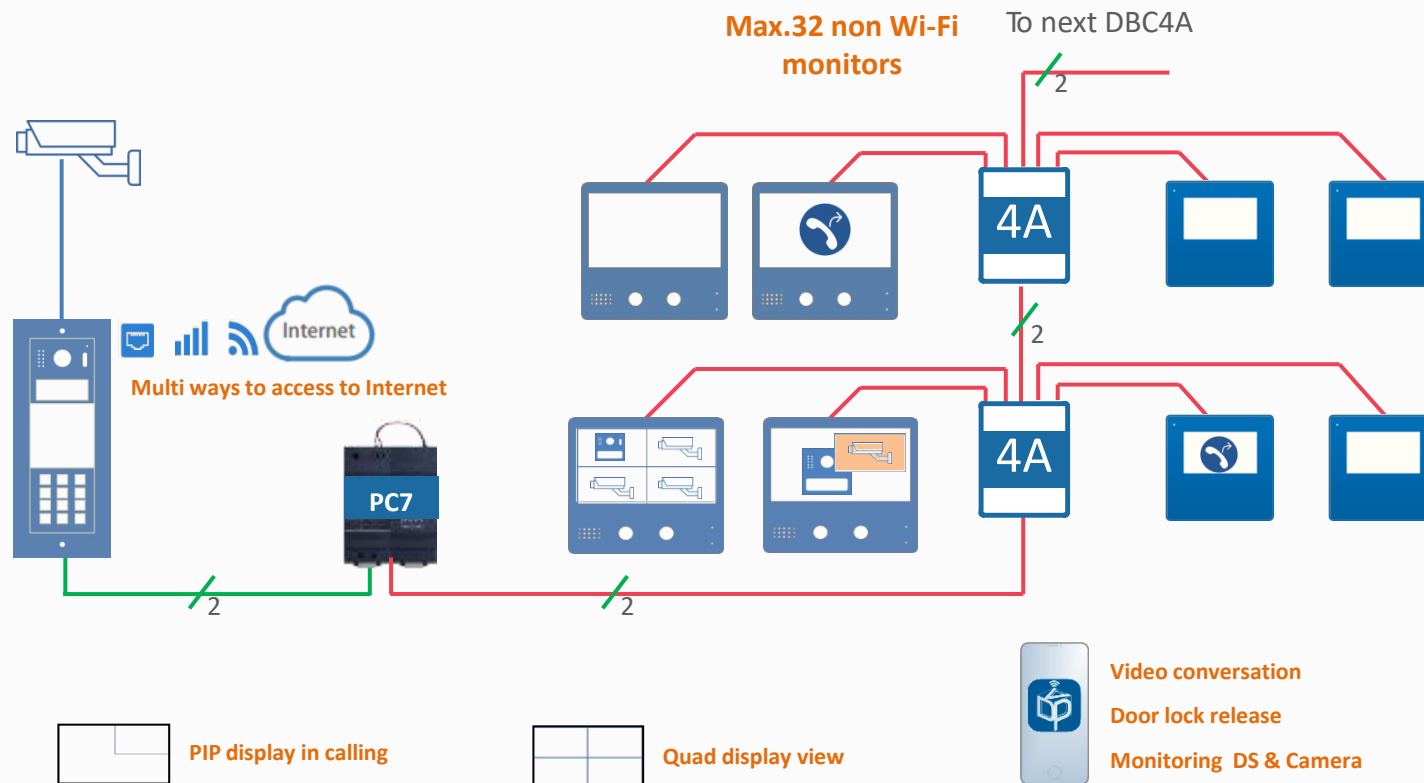 Max.32 non Wi-Fi
monitors
To next DBC4A
2
4A
Internet
Multi ways to access to Internet
2
PC7
4A
2
2
Video conversation
Door lock release
PIP display in calling
Quad display view
Monitoring DS & Camera